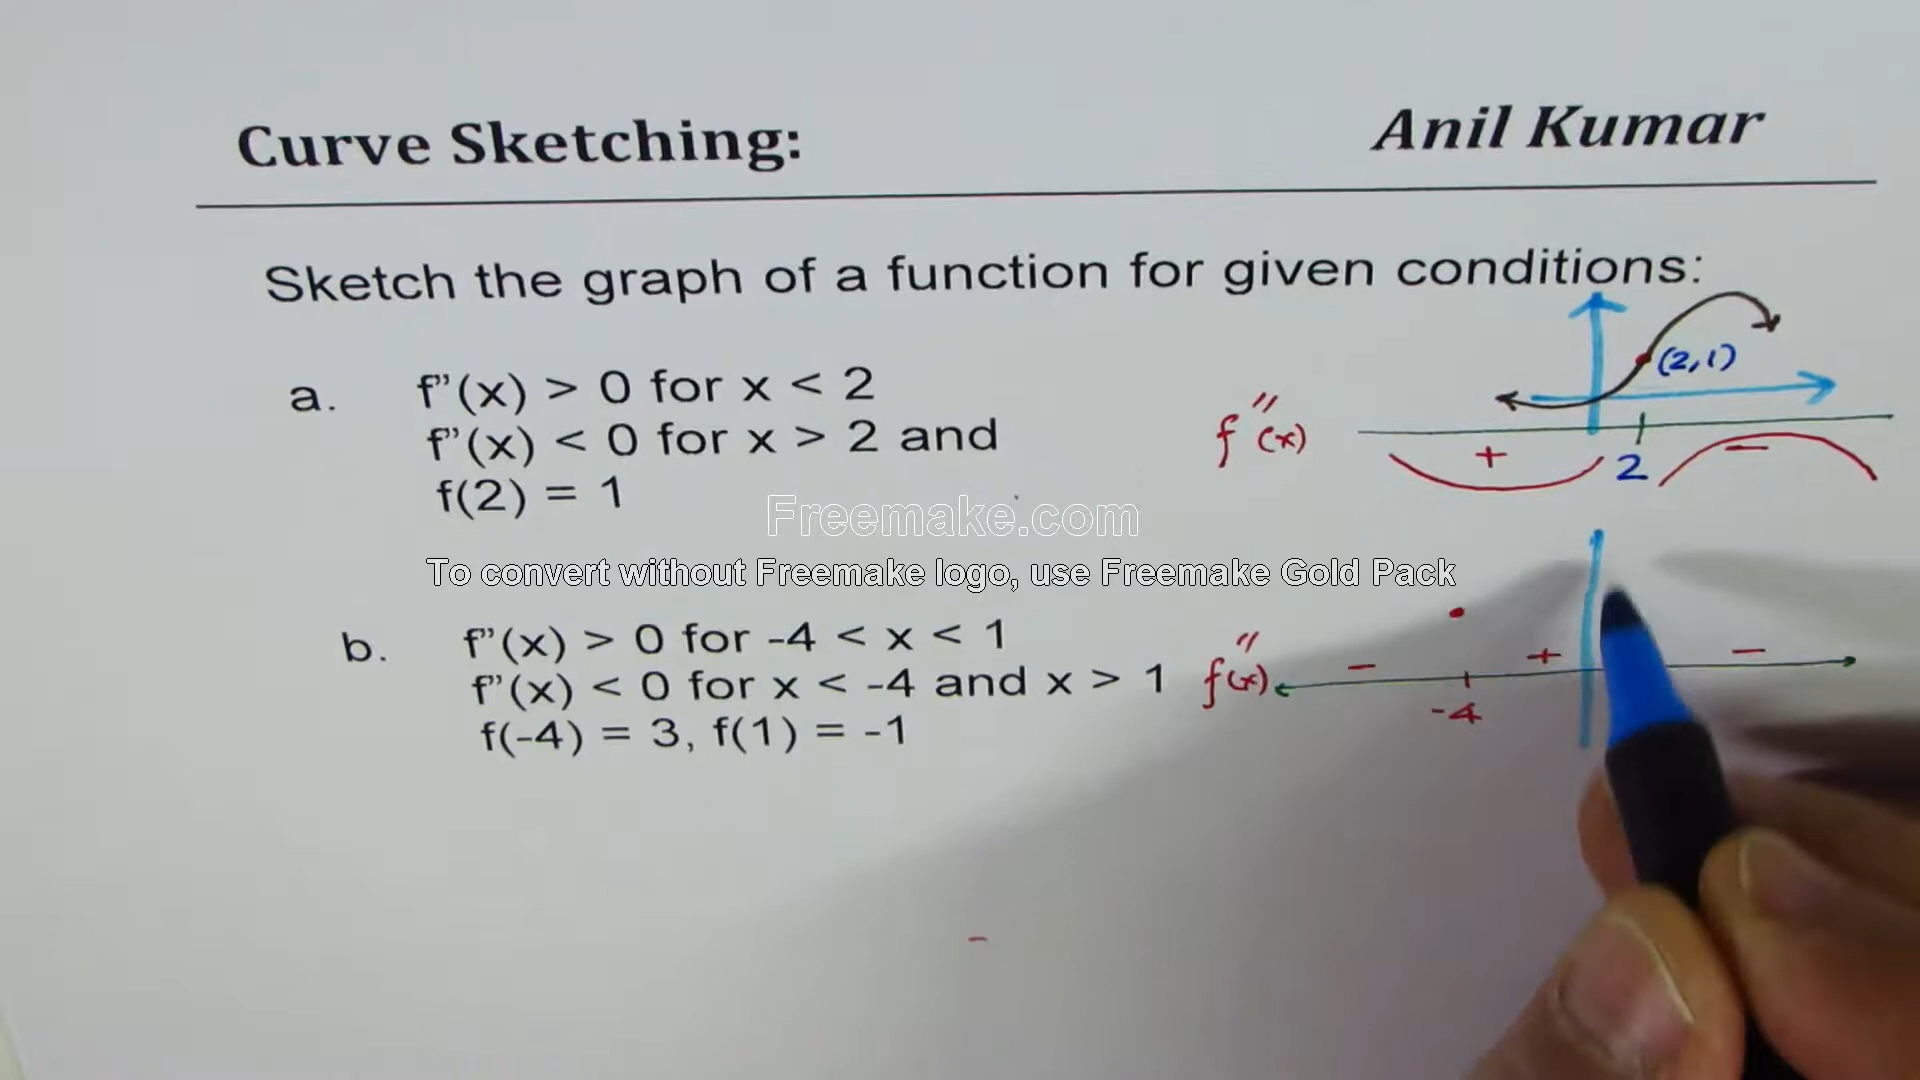 Curve Sketching:
Anil Kumar
Sketch the graph of a function for given conditions:
a. f"(x) > 0 for x < 2
f"(x) < 0 for x > 2 and
f(2) = 1
(2,1)
f"(x)
+ 2 −
Freemake.com
To convert without Freemake logo, use Freemake Gold Pack
b. f"(x) > 0 for -4 < x < 1
f"(x) < 0 for x < -4 and x > 1
f(-4) = 3, f(1) = -1
f"(x)
− + −
-4